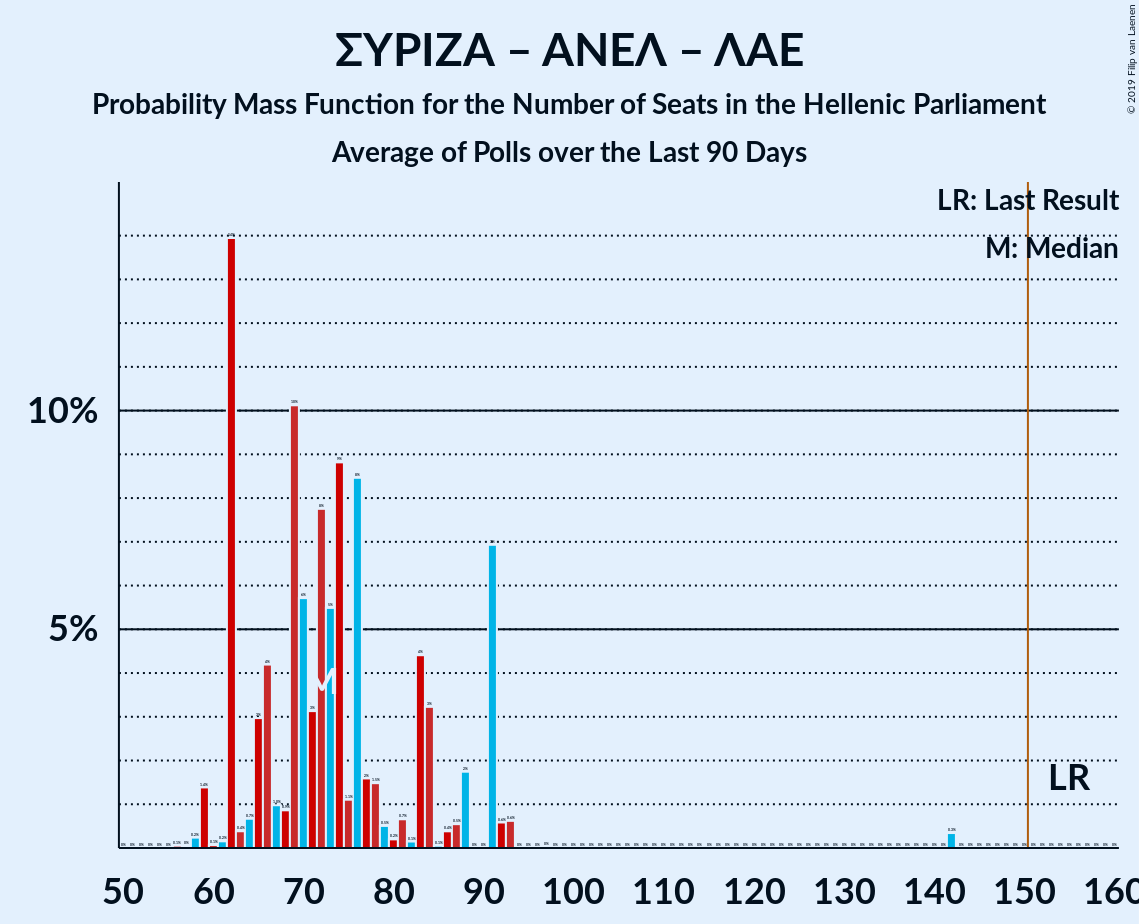 ΣΥΡΙΖΑ – ΑΝΕΛ – ΛΑΕ
Probability Mass Function for the Number of Seats in the Hellenic Parliament
Average of Polls over the Last 90 Days
© 2019 Filip van Laenen
LR: Last Result
M: Median
10%
5%
M
LR
50 60 70 80 90 100 110 120 130 140 150 160